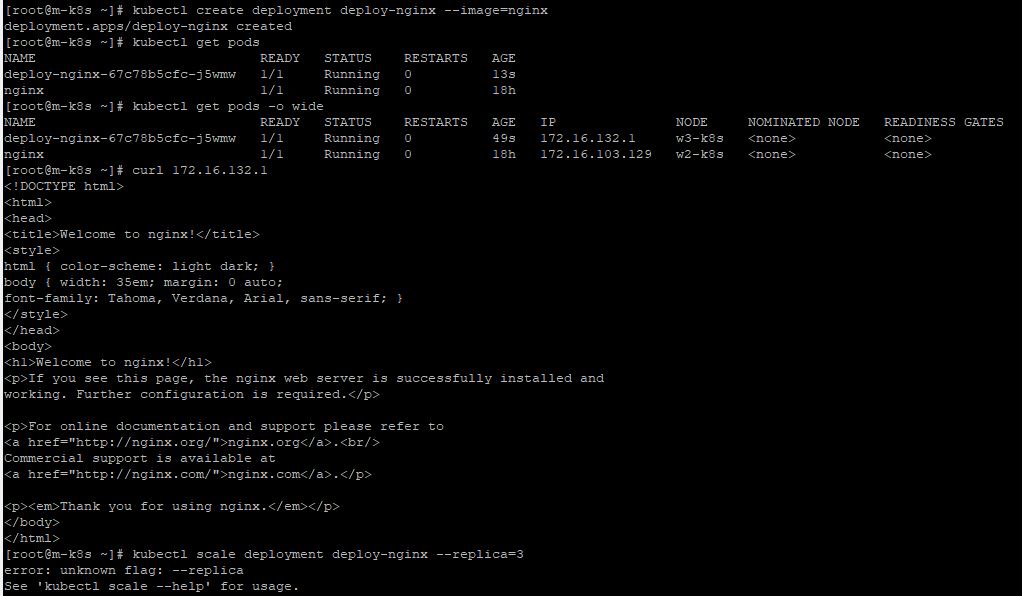 [root@m-k8s ~]# kubectl create deployment deploy-nginx --image=nginx
deployment.apps/deploy-nginx created
[root@m-k8s ~]# kubectl get pods
NAME                            READY   STATUS    RESTARTS   AGE
deploy-nginx-67c78b5cfc-j5wmw   1/1     Running   0          13s
nginx                           1/1     Running   0          18h
[root@m-k8s ~]# kubectl get pods -o wide
NAME                            READY   STATUS    RESTARTS   AGE   IP               NODE     NOMINATED NODE   READINESS GATES
deploy-nginx-67c78b5cfc-j5wmw   1/1     Running   0          49s   172.16.132.1     w3-k8s   <none>           <none>
nginx                           1/1     Running   0          18h   172.16.103.129   w2-k8s   <none>           <none>
[root@m-k8s ~]# curl 172.16.132.1
<!DOCTYPE html>
<html>
<head>
<title>Welcome to nginx!</title>
<style>
html { color-scheme: light dark; }
body { width: 35em; margin: 0 auto;
font-family: Tahoma, Verdana, Arial, sans-serif; }
</style>
</head>
<body>
<h1>Welcome to nginx!</h1>
<p>If you see this page, the nginx web server is successfully installed and
working. Further configuration is required.</p>

<p>For online documentation and support please refer to
<a href="http://nginx.org/">nginx.org</a>.<br/>
Commercial support is available at
<a href="http://nginx.com/">nginx.com</a>.</p>

<p><em>Thank you for using nginx.</em></p>
</body>
</html>
[root@m-k8s ~]# kubectl scale deployment deploy-nginx --replica=3
error: unknown flag: --replica
See 'kubectl scale --help' for usage.